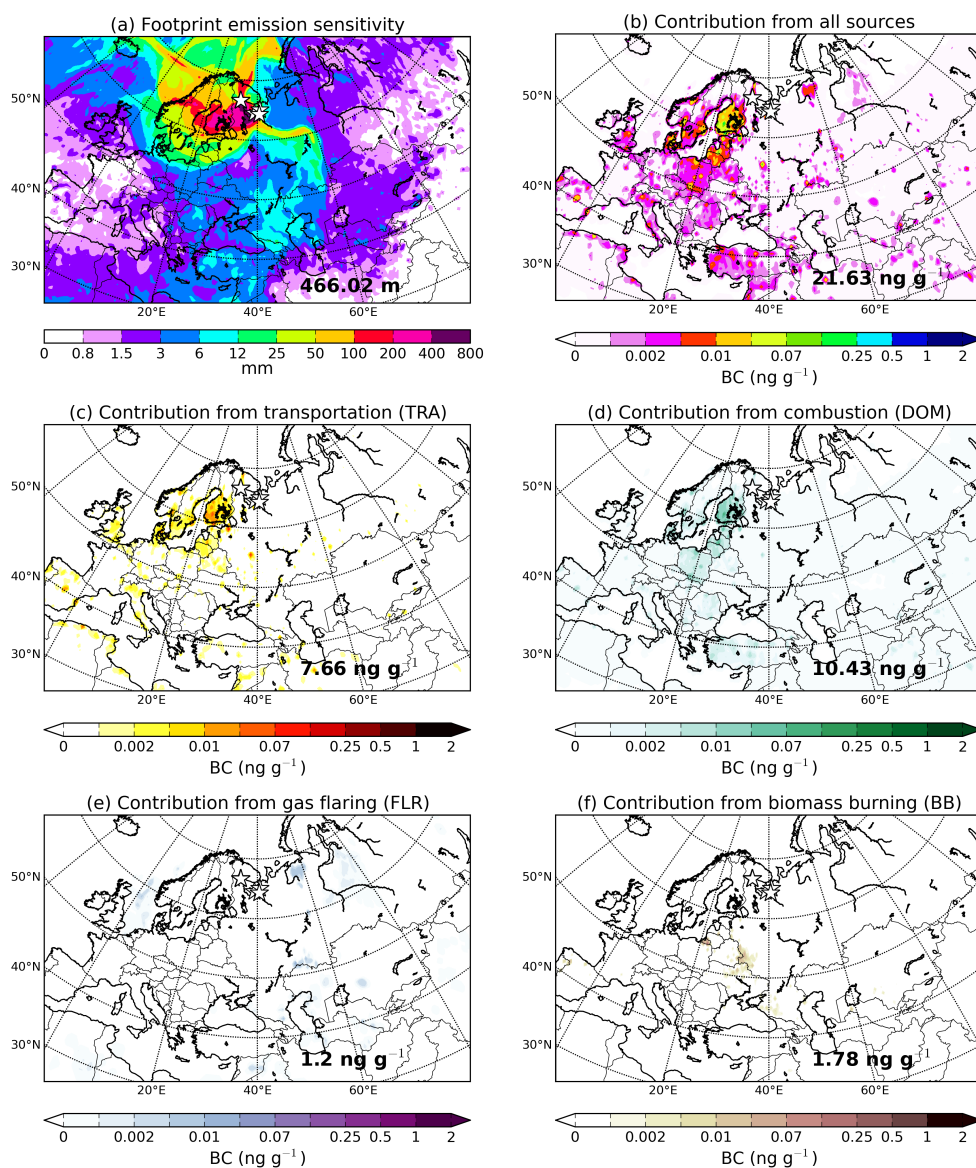 (a) Footprint emission sensitivity
50°N
40°N
30°N
466.02 m
20°E 40°E 60°E
0 0.8 1.5 3 6 12 25 50 100 200 400 800
mm
(b) Contribution from all sources
50°N
40°N
30°N
21.63 ng g⁻¹
20°E 40°E 60°E
0 0.002 0.01 0.07 0.25 0.5 1 2
BC (ng g⁻¹)
(c) Contribution from transportation (TRA)
50°N
40°N
30°N
7.66 ng g⁻¹
20°E 40°E 60°E
0 0.002 0.01 0.07 0.25 0.5 1 2
BC (ng g⁻¹)
(d) Contribution from combustion (DOM)
50°N
40°N
30°N
10.43 ng g⁻¹
20°E 40°E 60°E
0 0.002 0.01 0.07 0.25 0.5 1 2
BC (ng g⁻¹)
(e) Contribution from gas flaring (FLR)
50°N
40°N
30°N
1.2 ng g⁻¹
20°E 40°E 60°E
0 0.002 0.01 0.07 0.25 0.5 1 2
BC (ng g⁻¹)
(f) Contribution from biomass burning (BB)
50°N
40°N
30°N
1.78 ng g⁻¹
20°E 40°E 60°E
0 0.002 0.01 0.07 0.25 0.5 1 2
BC (ng g⁻¹)